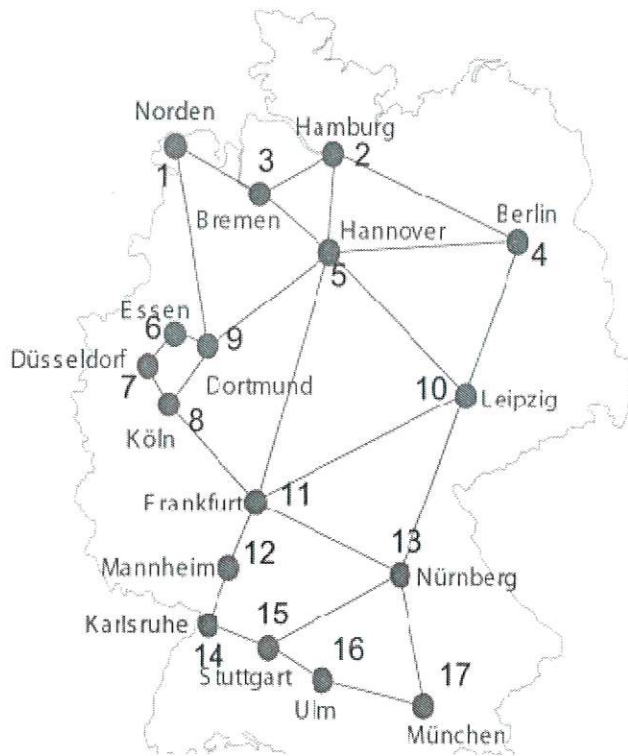 Norden
Hamburg
3
2
1
Bremen
Berlin
Hannover
4
5
Essen
6
9
Düsseldorf
7
Dortmund
10
Leipzig
8
Köln
Frankfurt
11
12
13
Mannheim
Nürnberg
Karlsruhe
15
14
Stuttgart
16
17
Ulm
München